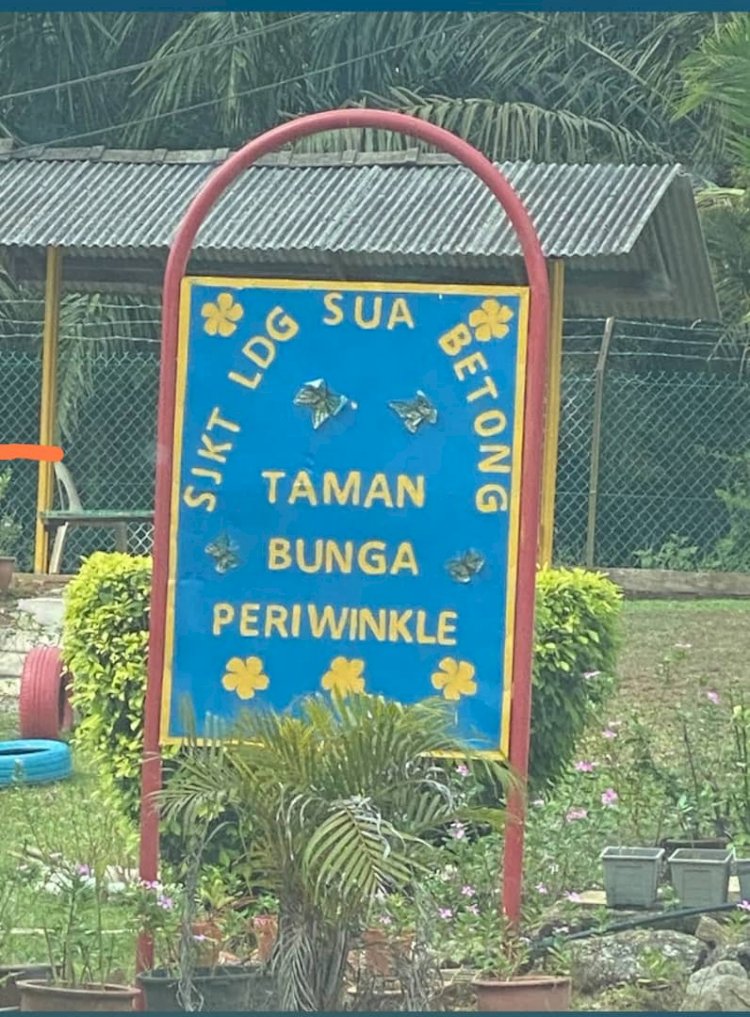 SJKT LDG SUA BETONG
TAMAN
BUNGA
PERIWINKLE